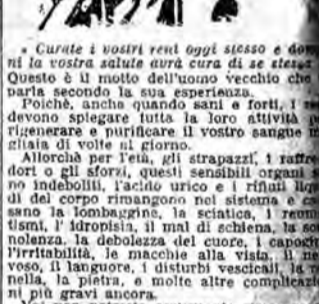 « Curate i vostri reni oggi stesso e
ni la vostra salute avrà cura di se stessa
Questo è il motto dell'uomo vecchio che
parla secondo la sua esperienza.
Poichè, anche quando sani e forti, i
devono spiegare tutta la loro attività
rigenerare e purificare il vostro sangue
gliaia di volte al giorno.
Allorchè per l'età, gli strapazzi, i raffre
dori o gli sforzi, questi sensibili organi
no indeboliti, l'acido urico e i rifiuti
di del corpo rimangono nel sistema e
sano la lombaggine, la sciatica, i reuma
tismi, l' idropisia, il mal di schiena, la
nolenza, la debolezza del cuore, i capogi
l'irritabilità, le macchie alla vista, il
voso, il languore, i disturbi vescicali, la
nella, la pietra, e molte altre complicazi
i più gravi ancora.